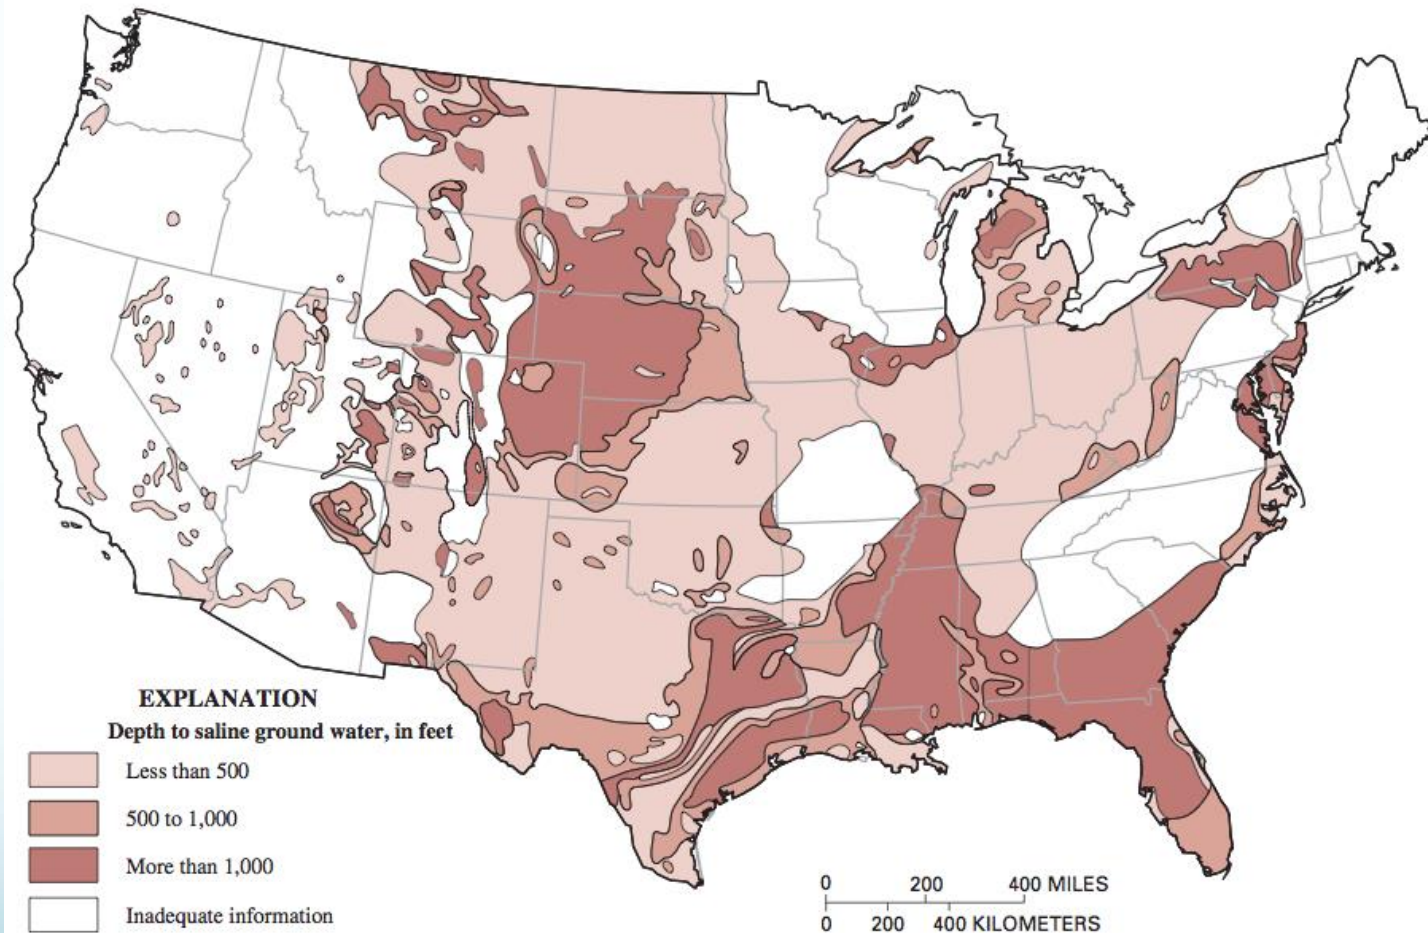 EXPLANATION
Depth to saline ground water, in feet
Less than 500
500 to 1,000
More than 1,000
Inadequate information
0 200 400 MILES
0 200 400 KILOMETERS